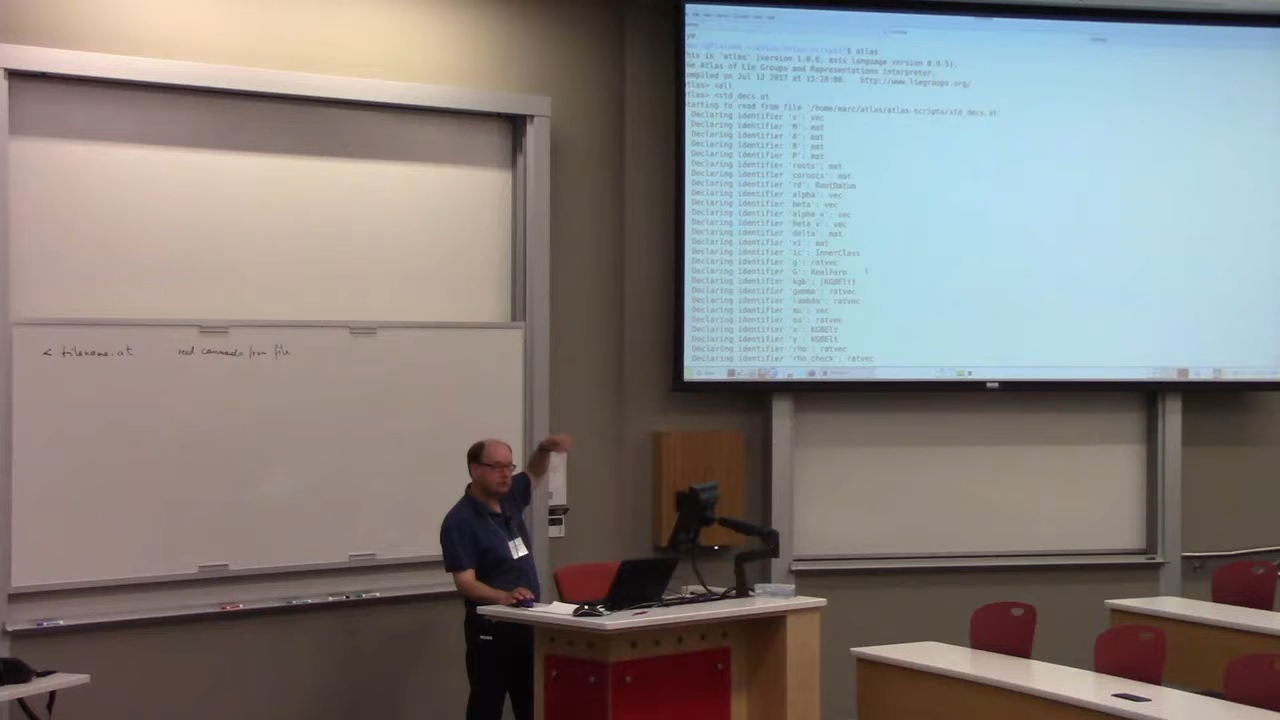 < filename.at read commands from file
atlas
This is 'atlas' (version 1.0.6, axis language version 0.9.5),
the Atlas of Lie Groups and Representations interpreter,
compiled on Jul 12 2017 at 15:28:08. http://www.liegroups.org/
atlas> <all
atlas> <std_decs.at
Starting to read from file '/home/marc/atlas/atlas-scripts/std_decs.at'
Declaring identifier 'v': vec
Declaring identifier 'M': mat
Declaring identifier 'A': mat
Declaring identifier 'B': mat
Declaring identifier 'P': mat
Declaring identifier 'roots': mat
Declaring identifier 'coroots': mat
Declaring identifier 'rd': RootDatum
Declaring identifier 'alpha': vec
Declaring identifier 'beta': vec
Declaring identifier 'alpha_v': vec
Declaring identifier 'beta_v': vec
Declaring identifier 'delta': mat
Declaring identifier 'xi': mat
Declaring identifier 'ic': InnerClass
Declaring identifier 'g': ratvec
Declaring identifier 'G': RealForm
Declaring identifier 'kgb': [KGBElt]
Declaring identifier 'gamma': ratvec
Declaring identifier 'lambda': ratvec
Declaring identifier 'mu': vec
Declaring identifier 'nu': ratvec
Declaring identifier 'x': KGBElt
Declaring identifier 'y': KGBElt
Declaring identifier 'rho': ratvec
Declaring identifier 'rho_check': ratvec